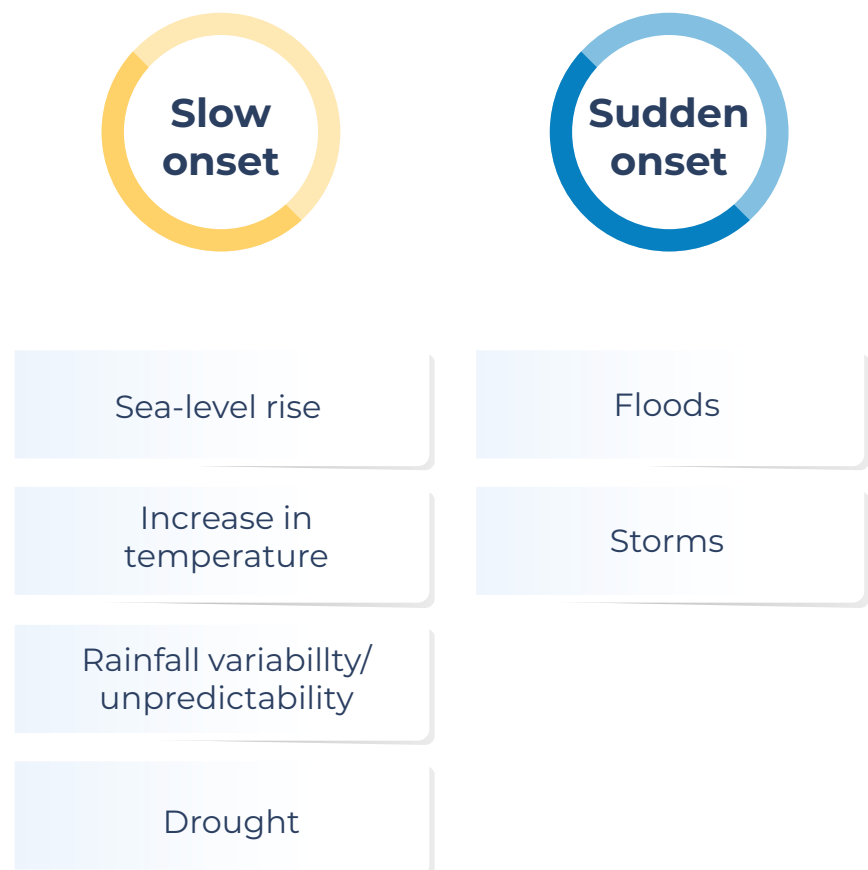 Slow
onset
Sea-level rise
Increase in
temperature
Rainfall variabillty/
unpredictability
Drought
Sudden
onset
Floods
Storms